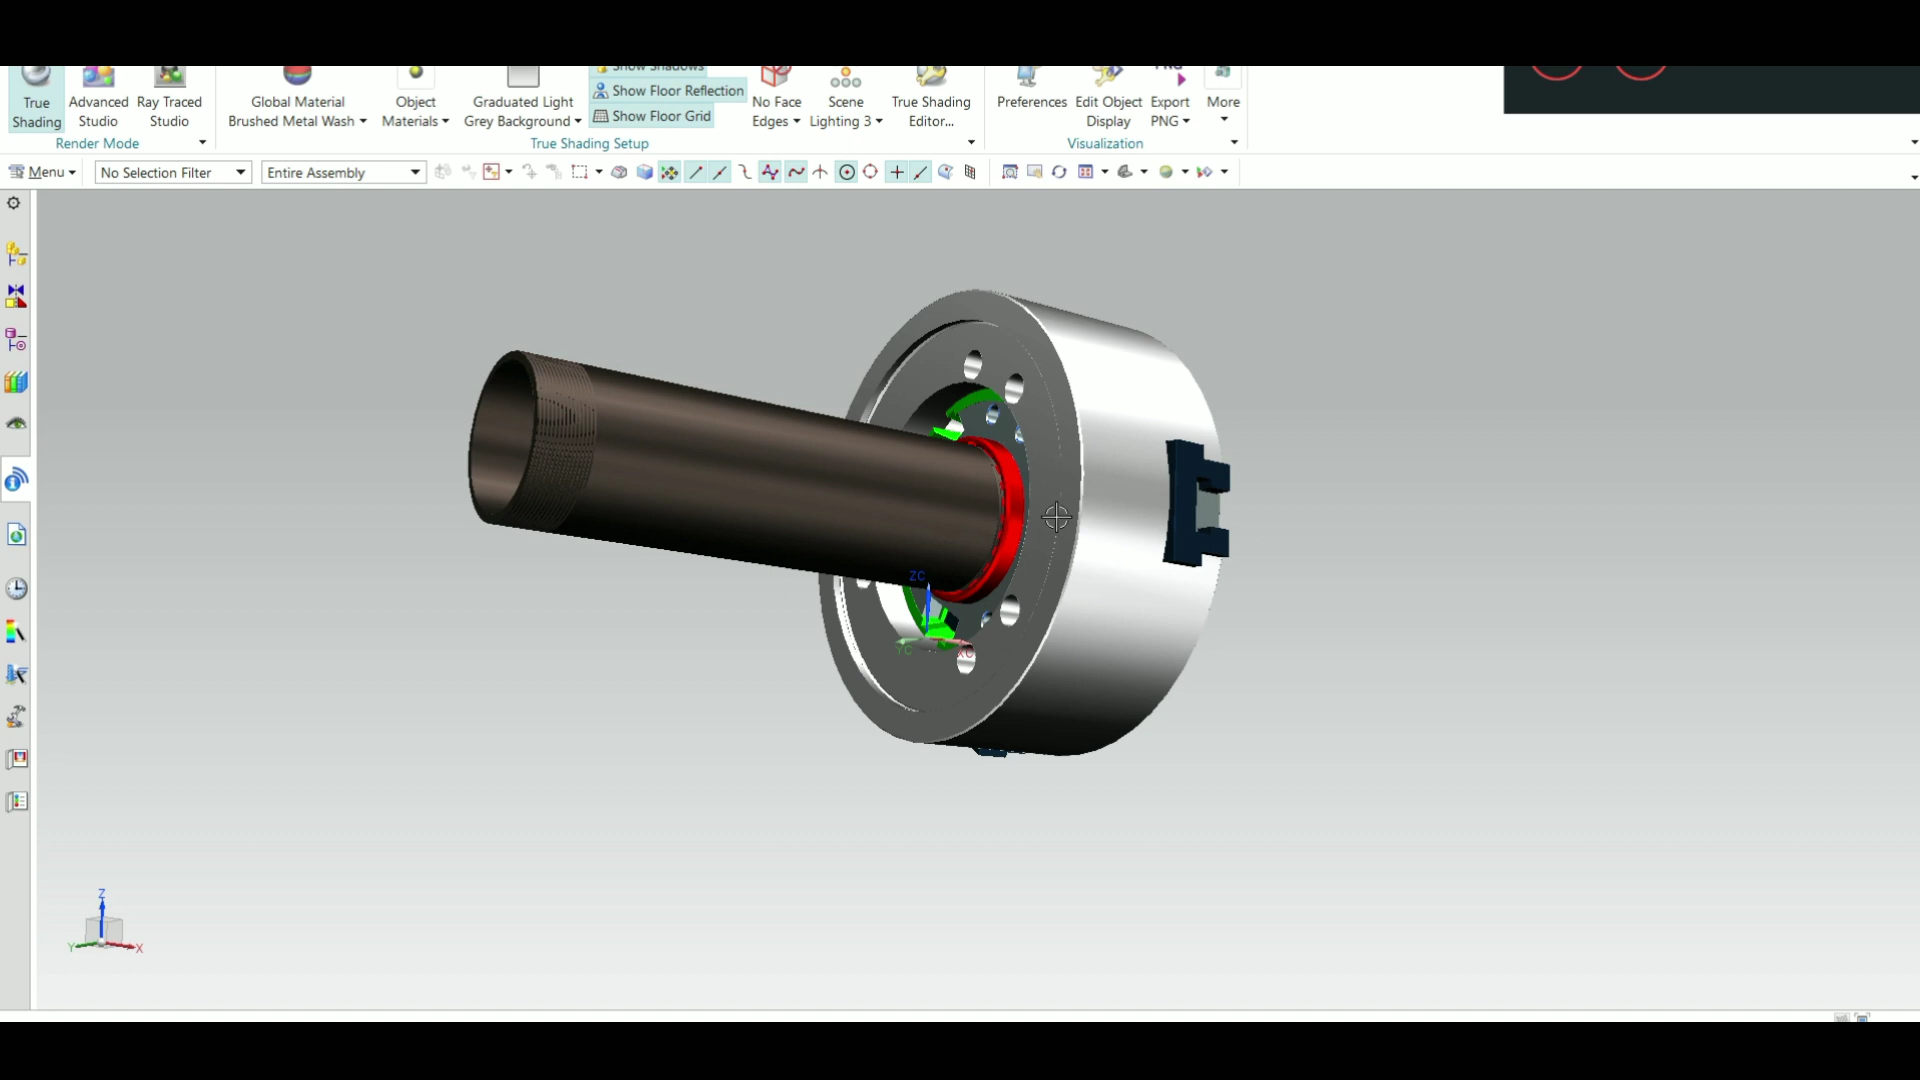 Show Shadows
Show Floor Reflection
Show Floor Grid
True Shading
Advanced Studio
Ray Traced Studio
Global Material Brushed Metal Wash
Object Materials
Graduated Light Grey Background
No Face Edges
Scene Lighting 3
True Shading Editor...
Preferences
Edit Object Display
Export PNG
More
Render Mode
True Shading Setup
Visualization
Menu
No Selection Filter
Entire Assembly
ZC
YC
XC
Z
Y
X